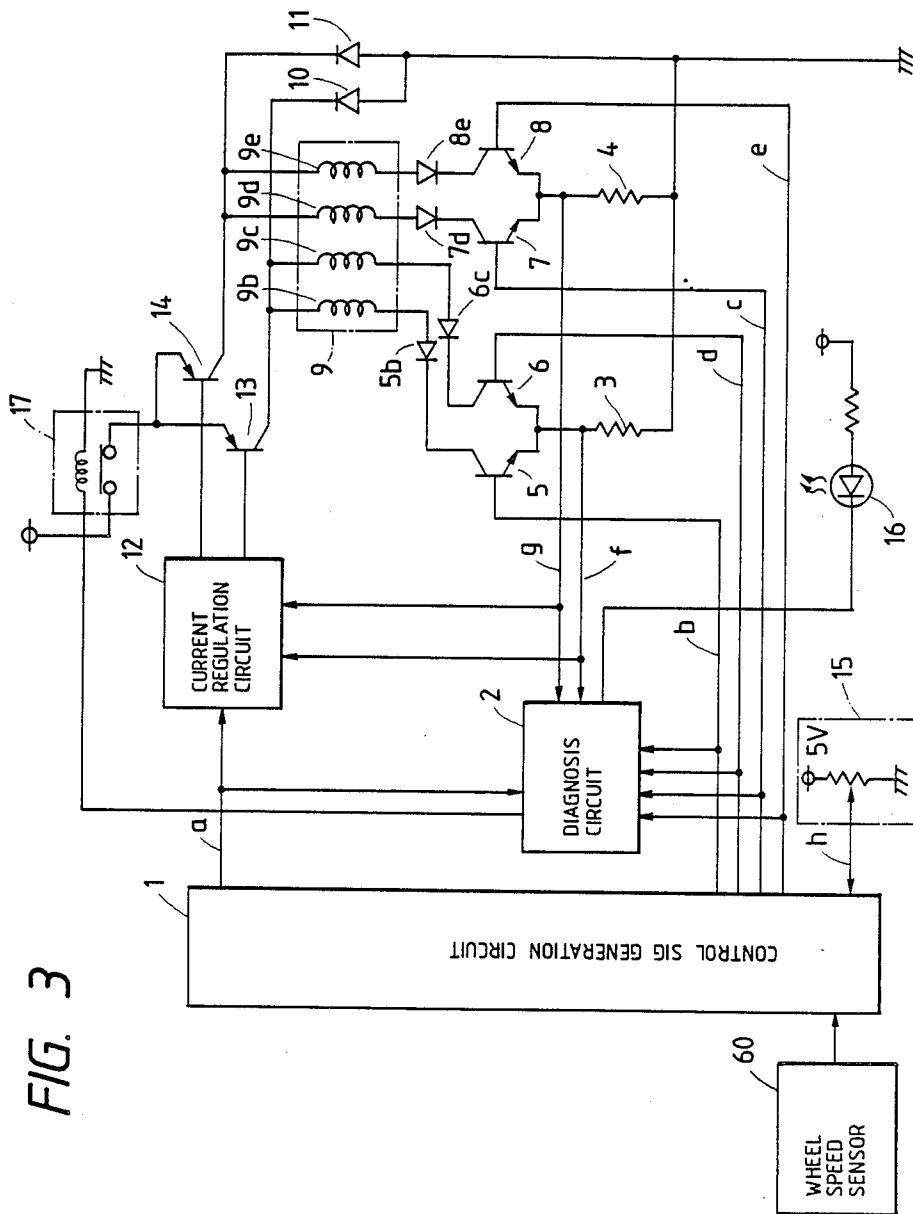 FIG. 3
60
WHEEL
SPEED
SENSOR
1
CONTROL SIG GENERATION CIRCUIT
a
h
15
5V
2
DIAGNOSIS
CIRCUIT
12
CURRENT
REGULATION
CIRCUIT
17
14
13
g
f
b
d
c
e
16
9
9b
9c
9d
9e
10
11
5b
6c
7d
8e
5
6
7
8
3
4